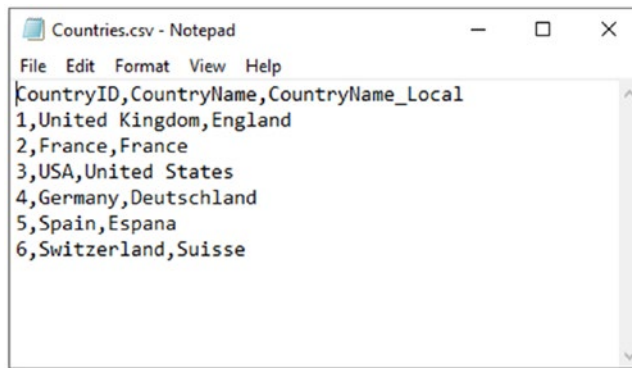 Countries.csv - Notepad
File Edit Format View Help
CountryID,CountryName,CountryName_Local
1,United Kingdom,England
2,France,France
3,USA,United States
4,Germany,Deutschland
5,Spain,Espana
6,Switzerland,Suisse